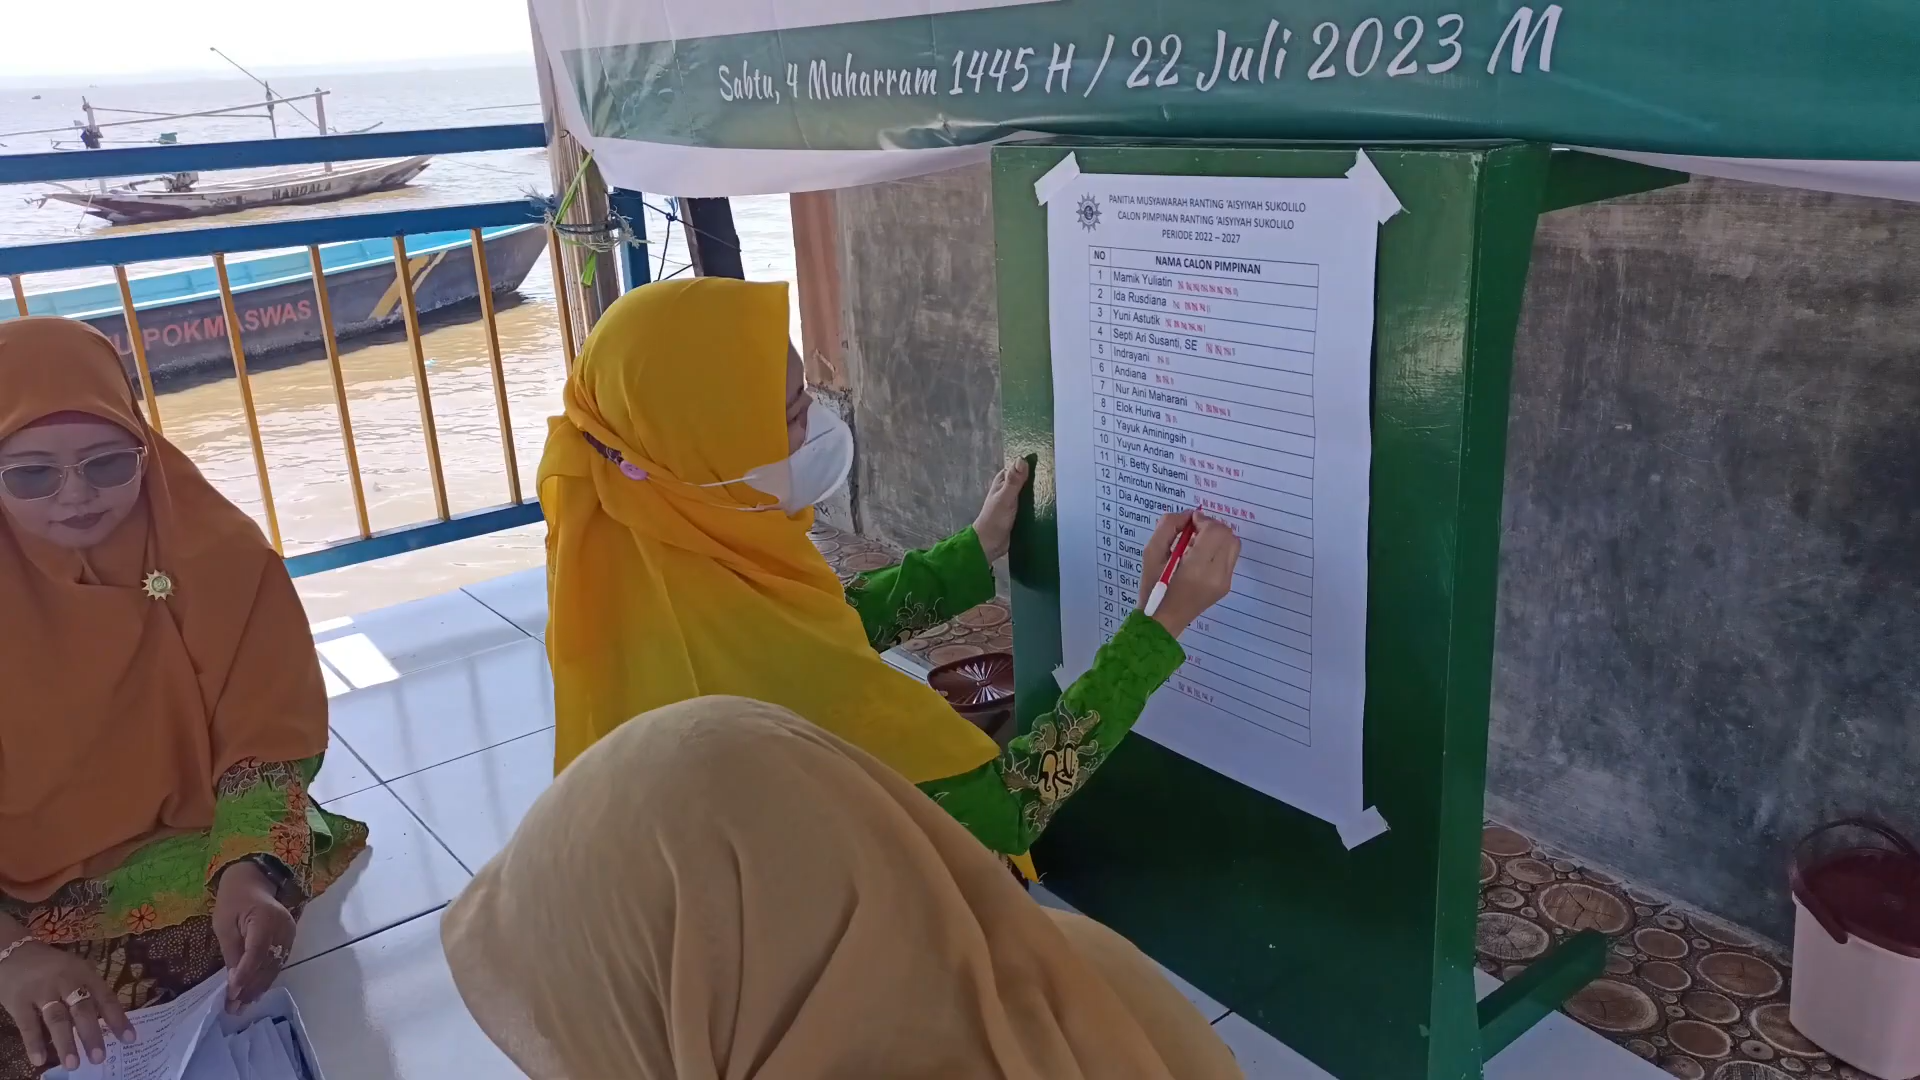 Sabtu, 4 Muharram 1445 H / 22 Juli 2023 M
MANDALA
POKMASWAS
PANITIA MUSYAWARAH RANTING 'AISYIYAH SUKOLILO
CALON PIMPINAN RANTING 'AISYIYAH SUKOLILO
PERIODE 2022 – 2027
NO NAMA CALON PIMPINAN
1 Mamik Yuliatin
2 Ida Rusdiana
3 Yuni Astutik
4 Septi Ari Susanti, SE
5 Indrayani
6 Andiana
7 Nur Aini Maharani
8 Elok Huriva
9 Yayuk Aminingsih
10 Yuyun Andrian
11 Hj. Betty Suhaemi
12 Amirotun Nikmah
13 Dia Anggraeni
14 Sumarni
15 Yani
16
17 Lilik
18 Sri
19
20
21